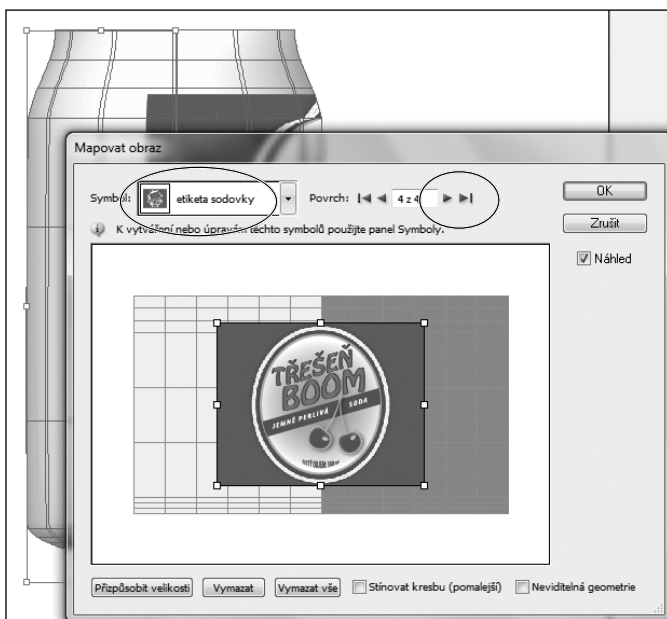 Mapovat obraz
Symbol: etiketa sodovky Povrch: 4 z 4
OK
Zrušit
K vytváření nebo úpravám těchto symbolů použijte panel Symboly.
Náhled
TŘEŠEŇ
BOOM
JEMNĚ PERLIVÁ SODA
Přizpůsobit velikosti Vymazat Vymazat vše Stínovat kresbu (pomalejší) Neviditelná geometrie